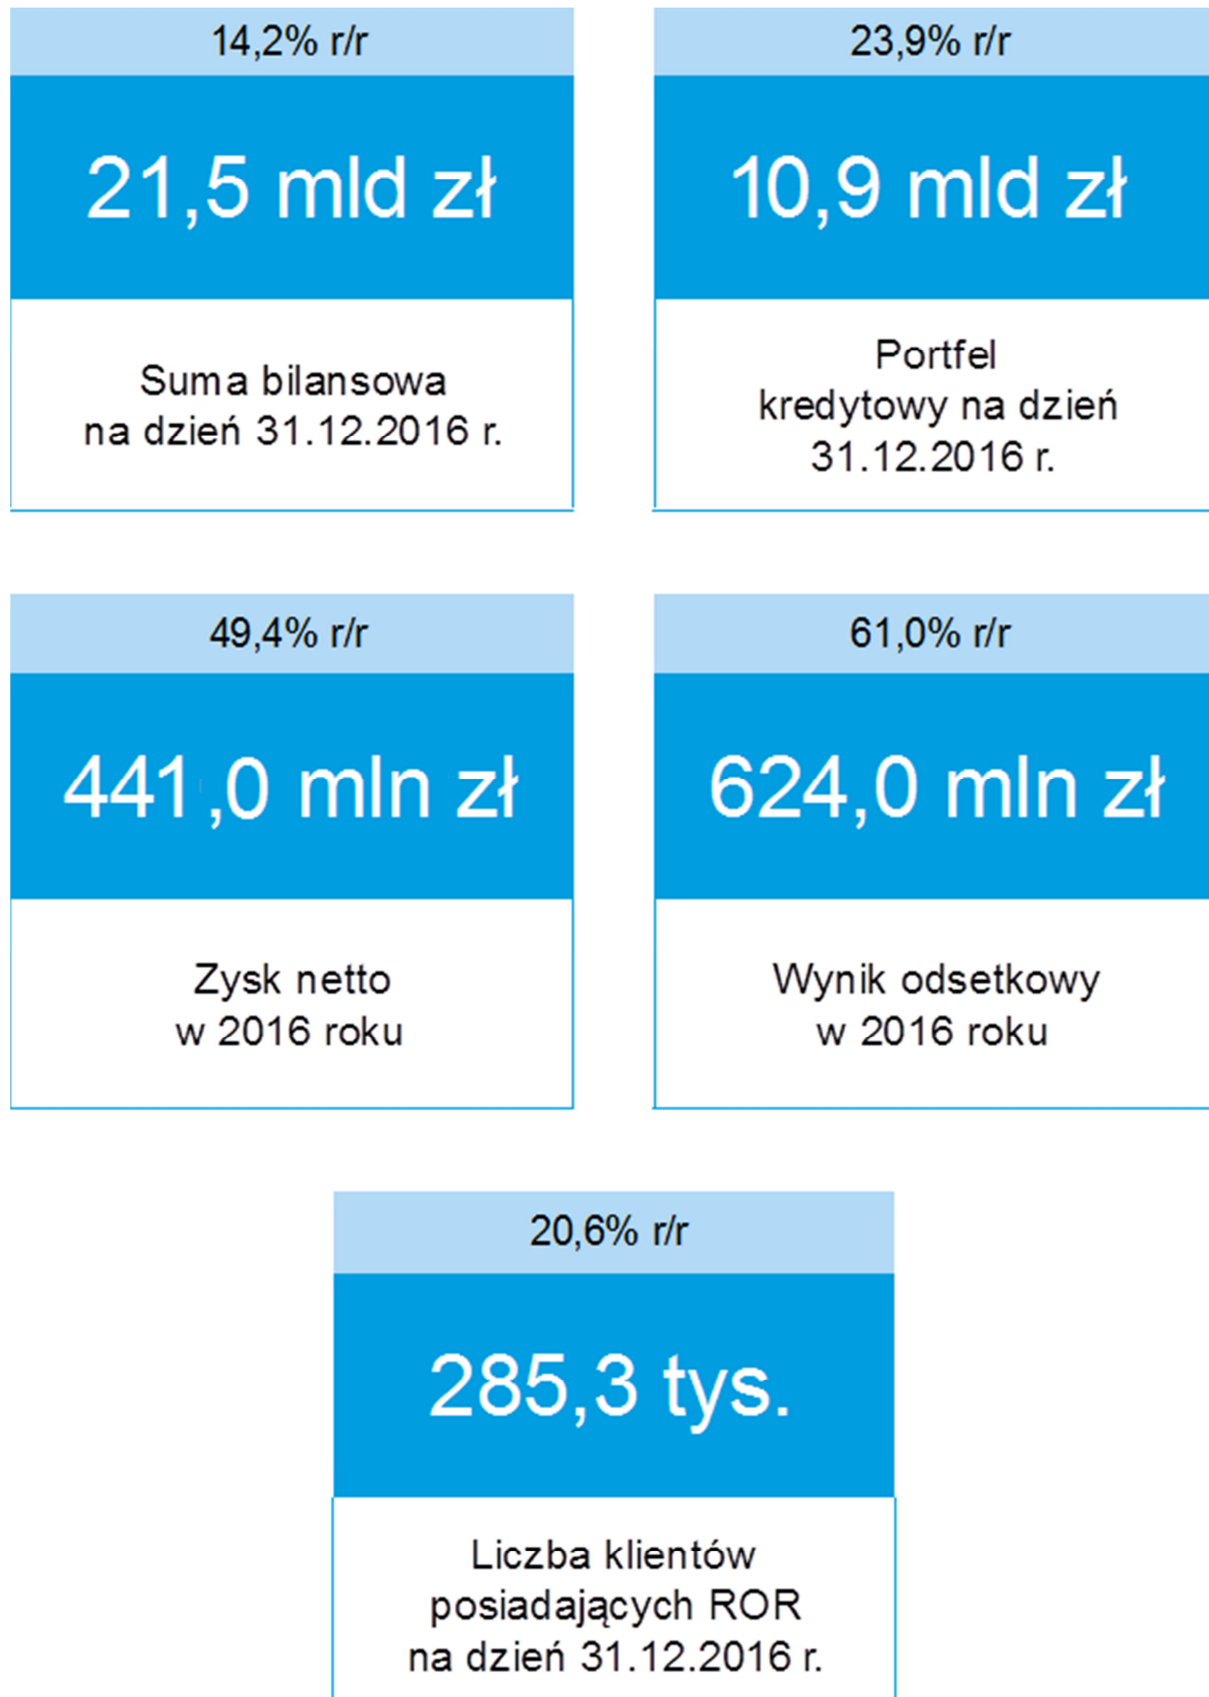 14,2% r/r
21,5 mld zł
Suma bilansowa
na dzień 31.12.2016 r.
23,9% r/r
10,9 mld zł
Portfel
kredytowy na dzień
31.12.2016 r.
49,4% r/r
441,0 mln zł
Zysk netto
w 2016 roku
61,0% r/r
624,0 mln zł
Wynik odsetkowy
w 2016 roku
20,6% r/r
285,3 tys.
Liczba klientów
posiadających ROR
na dzień 31.12.2016 r.